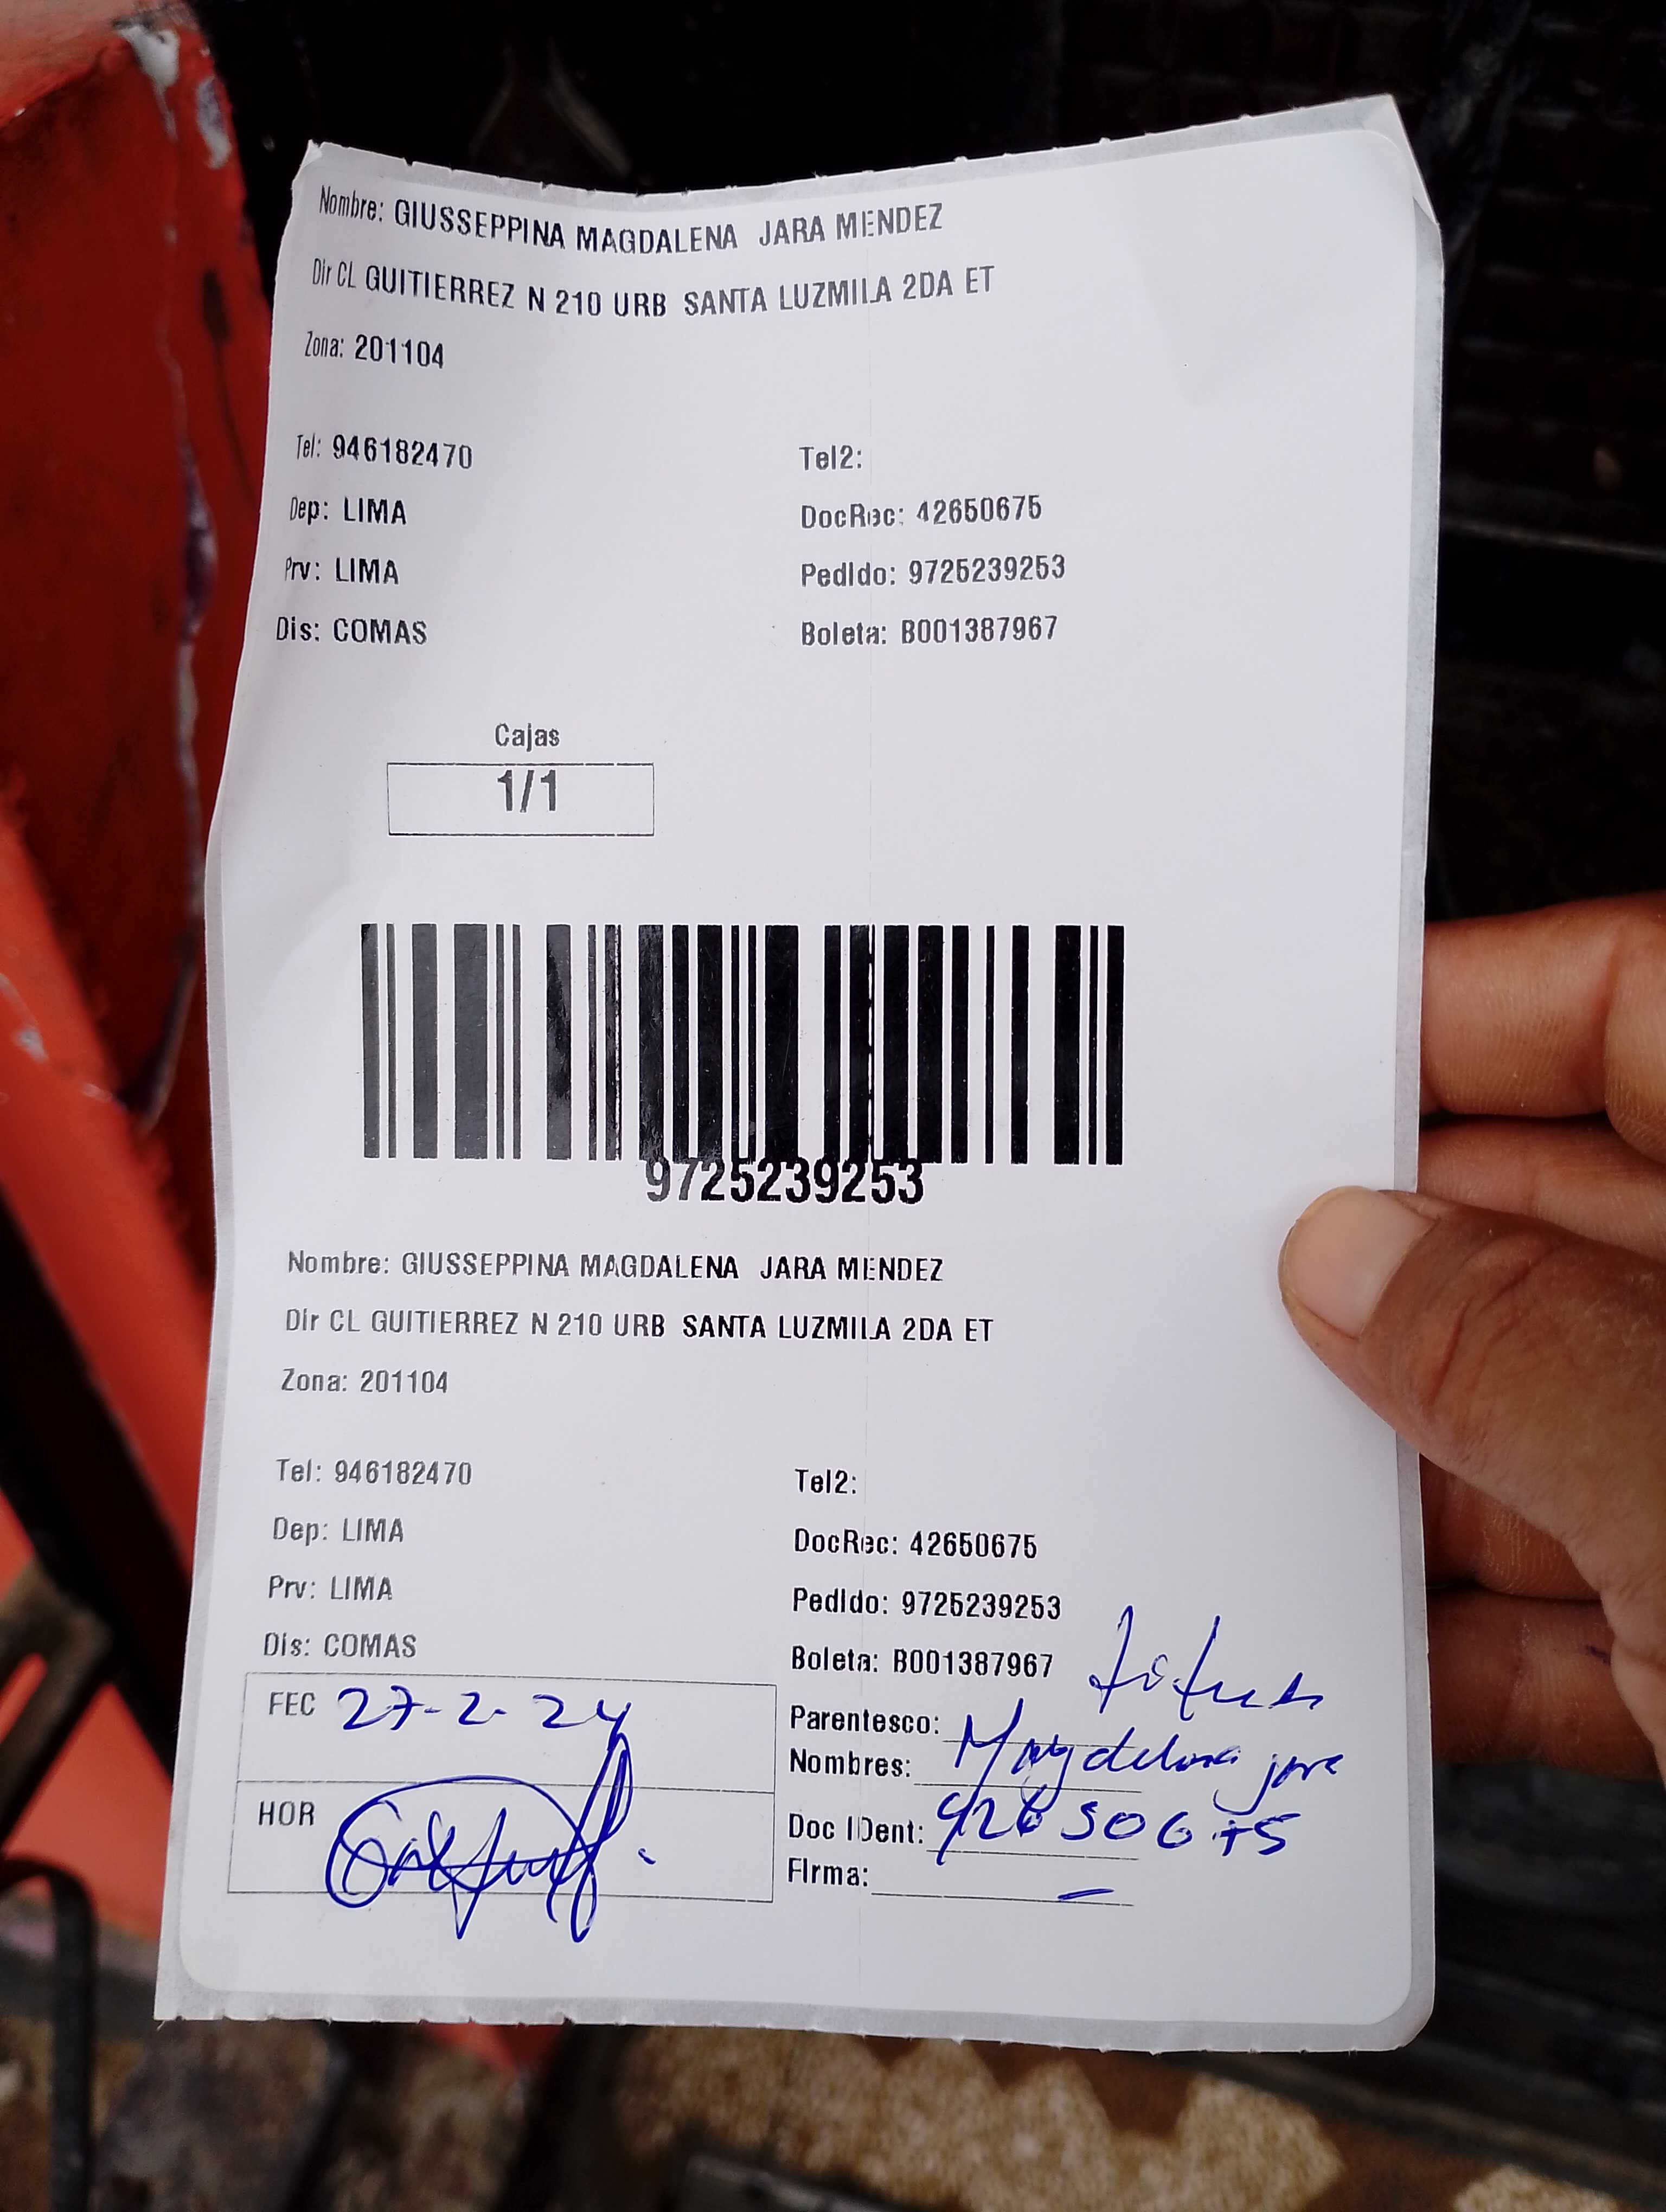 Nombre: GIUSSEPPINA MAGDALENA JARA MENDEZ
Dir CL GUITIERREZ N 210 URB SANTA LUZMILA 2DA ET
Zona: 201104
Tel: 946182470 Tel2:
Dep: LIMA DocRec: 42650675
Prv: LIMA PedIdo: 9725239253
Dis: COMAS Boleta: B001387967
Cajas
1/1
9725239253
Nombre: GIUSSEPPINA MAGDALENA JARA MENDEZ
Dir CL GUITIERREZ N 210 URB SANTA LUZMILA 2DA ET
Zona: 201104
Tel: 946182470 Tel2:
Dep: LIMA DocRec: 42650675
Prv: LIMA PedIdo: 9725239253
Dis: COMAS Boleta: B001387967
FEC 27-2-24 Parentesco:
Nombres: Magdelena jara
HOR Doc IDent: 42650675
Firma: